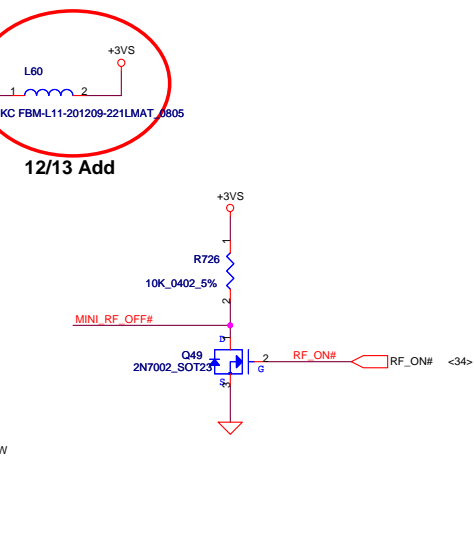 +3VS
L60
1 2
KC FBM-L11-201209-221LMAT_0805
12/13 Add
+3VS
1
R726
10K_0402_5%
2
MINI_RF_OFF#
1
D
Q49
2N7002_SOT23
2
G
RF_ON#
RF_ON# <34>
S
3
W